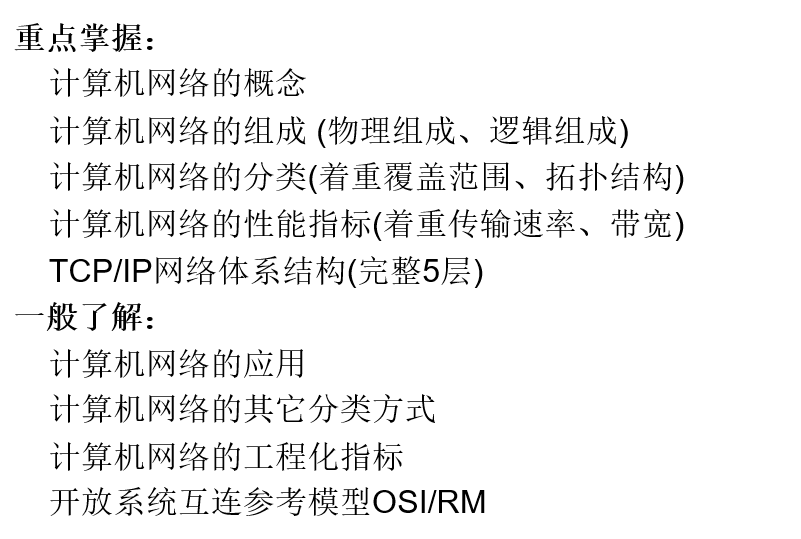 重点掌握：
计算机网络的概念
计算机网络的组成 (物理组成、逻辑组成)
计算机网络的分类(着重覆盖范围、拓扑结构)
计算机网络的性能指标(着重传输速率、带宽)
TCP/IP网络体系结构(完整5层)
一般了解：
计算机网络的应用
计算机网络的其它分类方式
计算机网络的工程化指标
开放系统互连参考模型OSI/RM